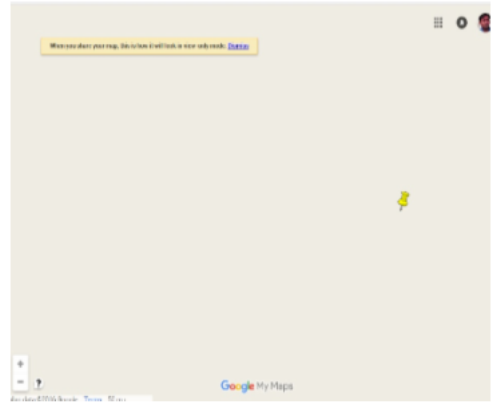 When you share your map, this is how it will look in view only mode. Dismiss
+
−
?
Google My Maps
Terms